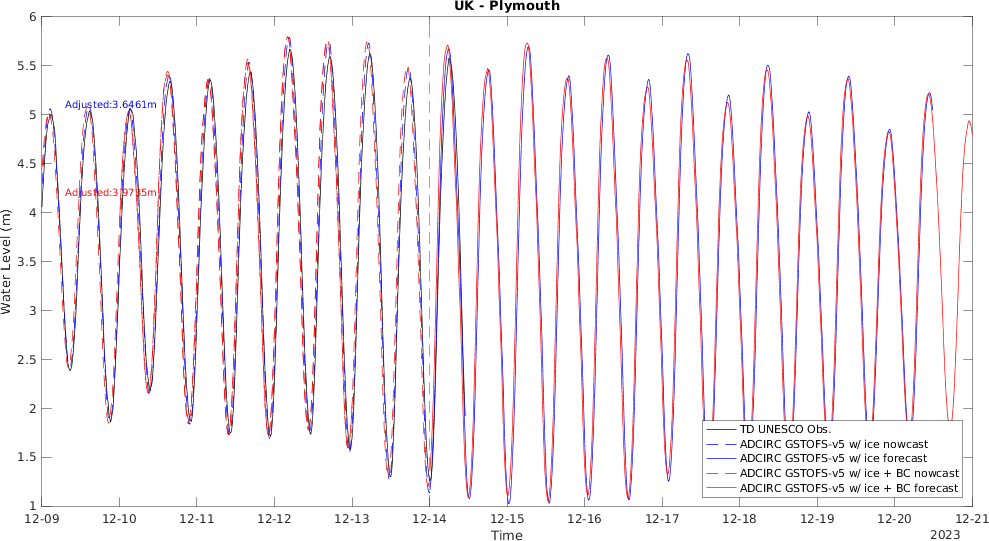 UK - Plymouth
6
5.5
5
4.5
4
3.5
3
2.5
2
1.5
1
Water Level (m)
Adjusted:3.6461m
Adjusted:3.9735m
TD UNESCO Obs.
ADCIRC GSTOFS-v5 w/ ice nowcast
ADCIRC GSTOFS-v5 w/ ice forecast
ADCIRC GSTOFS-v5 w/ ice + BC nowcast
ADCIRC GSTOFS-v5 w/ ice + BC forecast
12-09 12-10 12-11 12-12 12-13 12-14 12-15 12-16 12-17 12-18 12-19 12-20 12-21
Time
2023